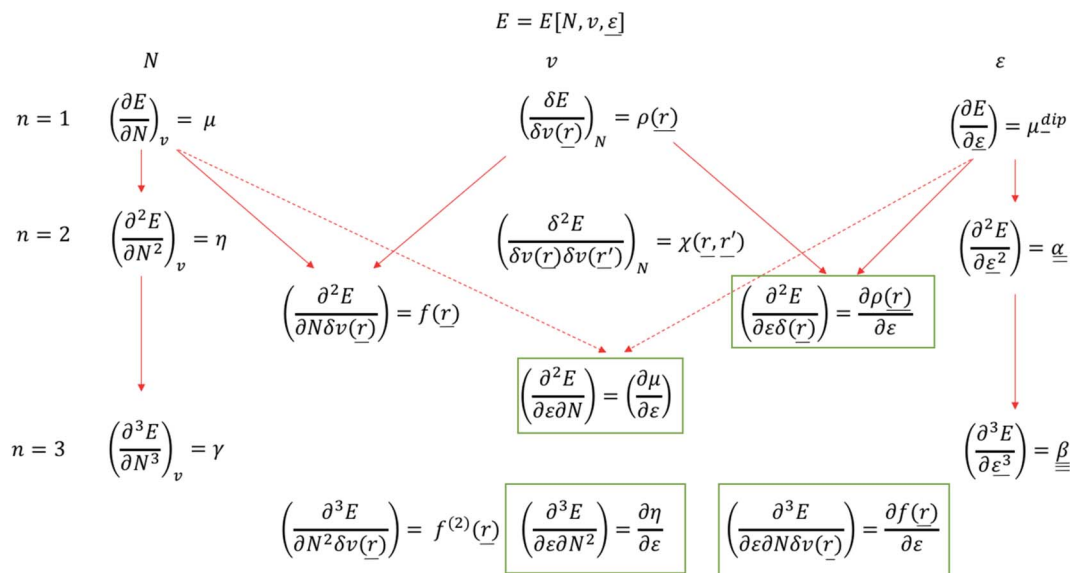 E = E[N, v, ε]
N v ε
n = 1 (∂E/∂N)_v = μ (δE/δv(r))_N = ρ(r) (∂E/∂ε) = μ^dip
n = 2 (∂²E/∂N²)_v = η (δ²E/δv(r)δv(r′))_N = χ(r, r′) (∂²E/∂ε²) = α
(∂²E/∂Nδv(r)) = f(r) (∂²E/∂εδ(r)) = ∂ρ(r)/∂ε
(∂²E/∂ε∂N) = (∂μ/∂ε)
n = 3 (∂³E/∂N³)_v = γ (∂³E/∂ε³) = β
(∂³E/∂N²δv(r)) = f⁽²⁾(r) (∂³E/∂ε∂N²) = ∂η/∂ε (∂³E/∂ε∂Nδv(r)) = ∂f(r)/∂ε